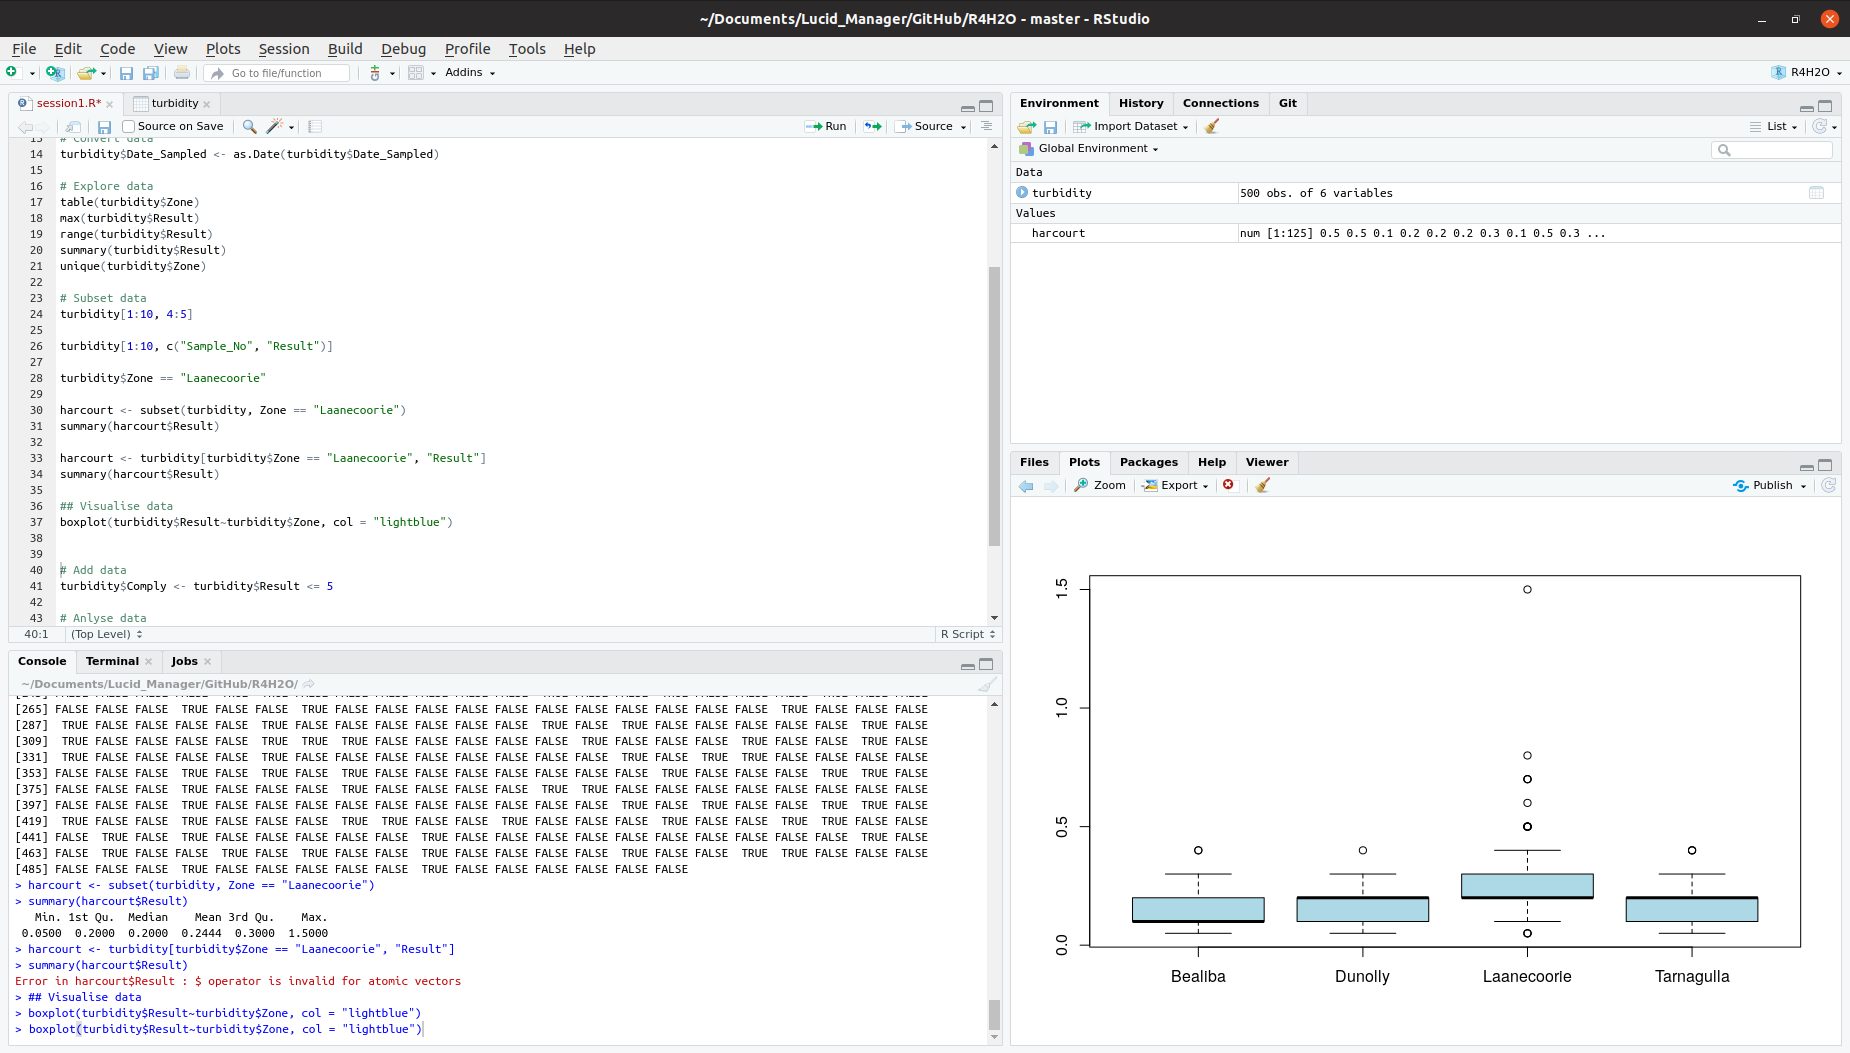 ~/Documents/Lucid_Manager/GitHub/R4H2O - master - RStudio
File Edit Code View Plots Session Build Debug Profile Tools Help
Go to file/function Addins R4H2O
session1.R* turbidity
Source on Save Run Source
13 # Convert data
14 turbidity$Date_Sampled <- as.Date(turbidity$Date_Sampled)
15
16 # Explore data
17 table(turbidity$Zone)
18 max(turbidity$Result)
19 range(turbidity$Result)
20 summary(turbidity$Result)
21 unique(turbidity$Zone)
22
23 # Subset data
24 turbidity[1:10, 4:5]
25
26 turbidity[1:10, c("Sample_No", "Result")]
27
28 turbidity$Zone == "Laanecoorie"
29
30 harcourt <- subset(turbidity, Zone == "Laanecoorie")
31 summary(harcourt$Result)
32
33 harcourt <- turbidity[turbidity$Zone == "Laanecoorie", "Result"]
34 summary(harcourt$Result)
35
36 ## Visualise data
37 boxplot(turbidity$Result~turbidity$Zone, col = "lightblue")
38
39
40 # Add data
41 turbidity$Comply <- turbidity$Result <= 5
42
43 # Anlyse data
40:1 (Top Level) R Script
Console Terminal Jobs
~/Documents/Lucid_Manager/GitHub/R4H2O/
[265] FALSE FALSE FALSE TRUE FALSE FALSE TRUE FALSE FALSE FALSE FALSE FALSE FALSE FALSE FALSE FALSE FALSE FALSE TRUE FALSE FALSE FALSE
[287] TRUE FALSE FALSE FALSE FALSE TRUE FALSE FALSE FALSE FALSE FALSE FALSE TRUE FALSE TRUE FALSE FALSE FALSE FALSE FALSE TRUE FALSE
[309] TRUE FALSE FALSE FALSE FALSE TRUE TRUE TRUE FALSE FALSE FALSE FALSE FALSE TRUE FALSE FALSE FALSE TRUE FALSE FALSE TRUE FALSE
[331] TRUE FALSE FALSE TRUE FALSE FALSE TRUE FALSE FALSE FALSE FALSE FALSE FALSE FALSE FALSE TRUE TRUE TRUE FALSE FALSE FALSE FALSE
[353] FALSE FALSE FALSE TRUE FALSE TRUE FALSE TRUE FALSE FALSE FALSE FALSE FALSE FALSE FALSE TRUE FALSE FALSE FALSE TRUE TRUE FALSE
[375] FALSE FALSE FALSE TRUE FALSE FALSE FALSE TRUE FALSE FALSE FALSE FALSE TRUE TRUE FALSE FALSE FALSE FALSE FALSE FALSE FALSE FALSE
[397] FALSE FALSE FALSE TRUE FALSE FALSE FALSE FALSE FALSE FALSE FALSE FALSE FALSE FALSE TRUE FALSE TRUE FALSE FALSE TRUE TRUE FALSE
[419] TRUE FALSE FALSE TRUE FALSE FALSE FALSE TRUE TRUE FALSE FALSE TRUE FALSE FALSE FALSE TRUE FALSE FALSE TRUE FALSE TRUE FALSE
[441] FALSE TRUE FALSE TRUE FALSE FALSE FALSE FALSE FALSE TRUE FALSE FALSE FALSE FALSE FALSE FALSE FALSE FALSE FALSE FALSE TRUE FALSE
[463] FALSE TRUE FALSE FALSE TRUE FALSE TRUE FALSE FALSE TRUE FALSE FALSE FALSE FALSE TRUE FALSE FALSE TRUE TRUE FALSE FALSE FALSE
[485] FALSE FALSE FALSE FALSE TRUE FALSE FALSE FALSE FALSE TRUE FALSE FALSE FALSE FALSE FALSE FALSE
> harcourt <- subset(turbidity, Zone == "Laanecoorie")
> summary(harcourt$Result)
Min. 1st Qu. Median Mean 3rd Qu. Max.
0.0500 0.2000 0.2000 0.2444 0.3000 1.5000
> harcourt <- turbidity[turbidity$Zone == "Laanecoorie", "Result"]
> summary(harcourt$Result)
Error in harcourt$Result : $ operator is invalid for atomic vectors
> ## Visualise data
> boxplot(turbidity$Result~turbidity$Zone, col = "lightblue")
> boxplot(turbidity$Result~turbidity$Zone, col = "lightblue")
Environment History Connections Git
Import Dataset List
Global Environment
Data
turbidity 500 obs. of 6 variables
Values
harcourt num [1:125] 0.5 0.5 0.1 0.2 0.2 0.2 0.3 0.1 0.5 0.3 ...
Files Plots Packages Help Viewer
Zoom Export Publish
1.5
1.0
0.5
0.0
Bealiba Dunolly Laanecoorie Tarnagulla